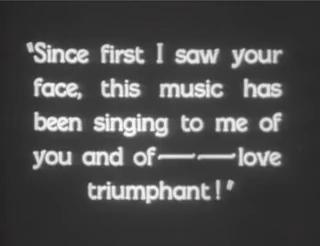 "Since first I saw your
face, this music has
been singing to me of
you and of——love
triumphant!"